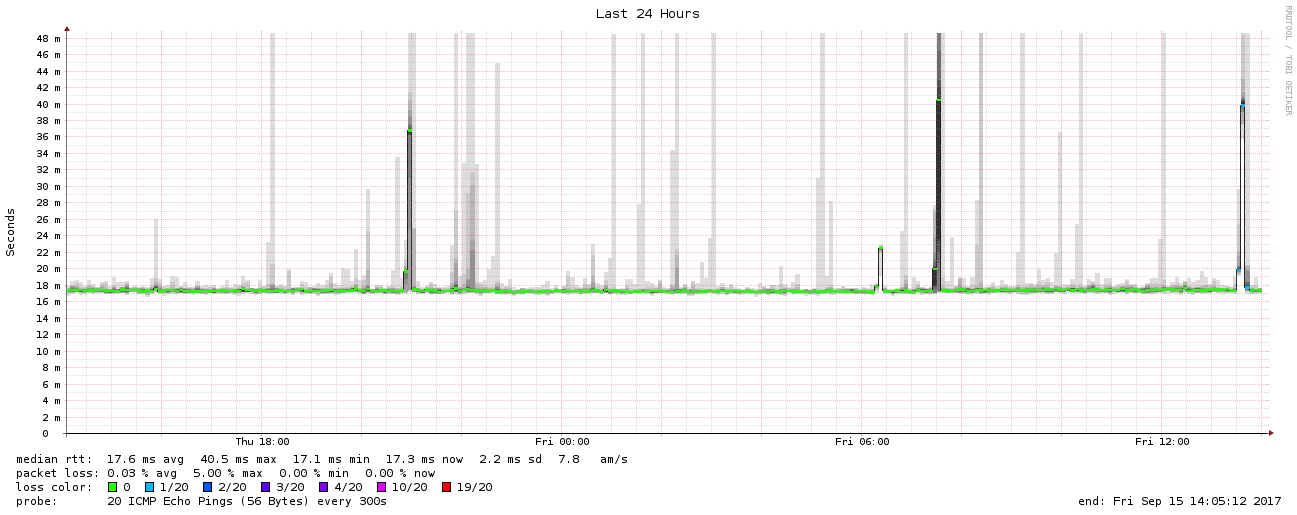 Last 24 Hours
RRDTOOL / TOBI OETIKER
Seconds
48 m
46 m
44 m
42 m
40 m
38 m
36 m
34 m
32 m
30 m
28 m
26 m
24 m
22 m
20 m
18 m
16 m
14 m
12 m
10 m
8 m
6 m
4 m
2 m
0
Thu 18:00 Fri 00:00 Fri 06:00 Fri 12:00
median rtt: 17.6 ms avg 40.5 ms max 17.1 ms min 17.3 ms now 2.2 ms sd 7.8 am/s
packet loss: 0.03 % avg 5.00 % max 0.00 % min 0.00 % now
loss color: 0 1/20 2/20 3/20 4/20 10/20 19/20
probe: 20 ICMP Echo Pings (56 Bytes) every 300s end: Fri Sep 15 14:05:12 2017